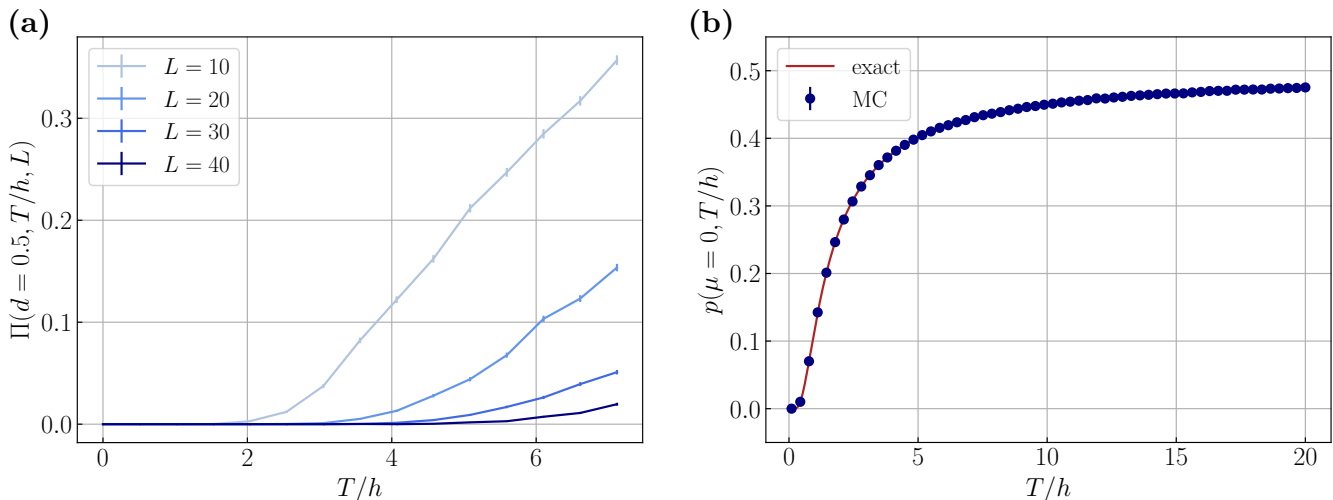 (a)
L = 10
L = 20
L = 30
L = 40
Π(d = 0.5, T/h, L)
0.3
0.2
0.1
0.0
0 2 4 6
T/h
(b)
exact
MC
p(μ = 0, T/h)
0.5
0.4
0.3
0.2
0.1
0.0
0 5 10 15 20
T/h